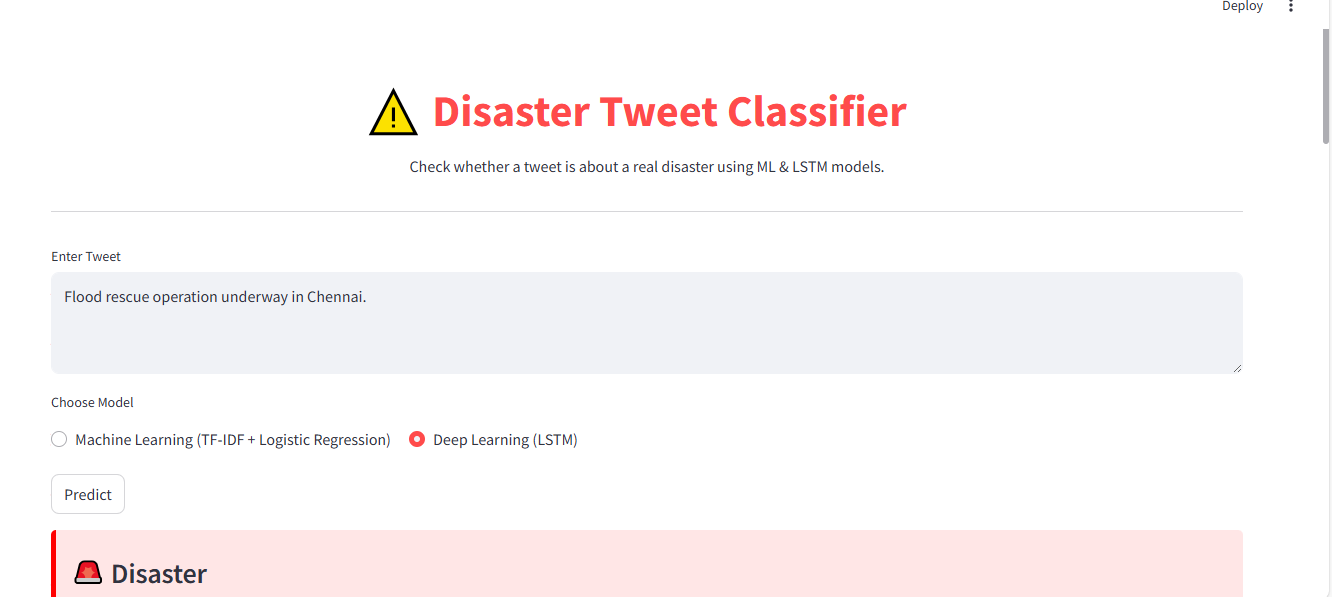 Deploy
Disaster Tweet Classifier
Check whether a tweet is about a real disaster using ML & LSTM models.
Enter Tweet
Flood rescue operation underway in Chennai.
Choose Model
Machine Learning (TF-IDF + Logistic Regression) Deep Learning (LSTM)
Predict
Disaster